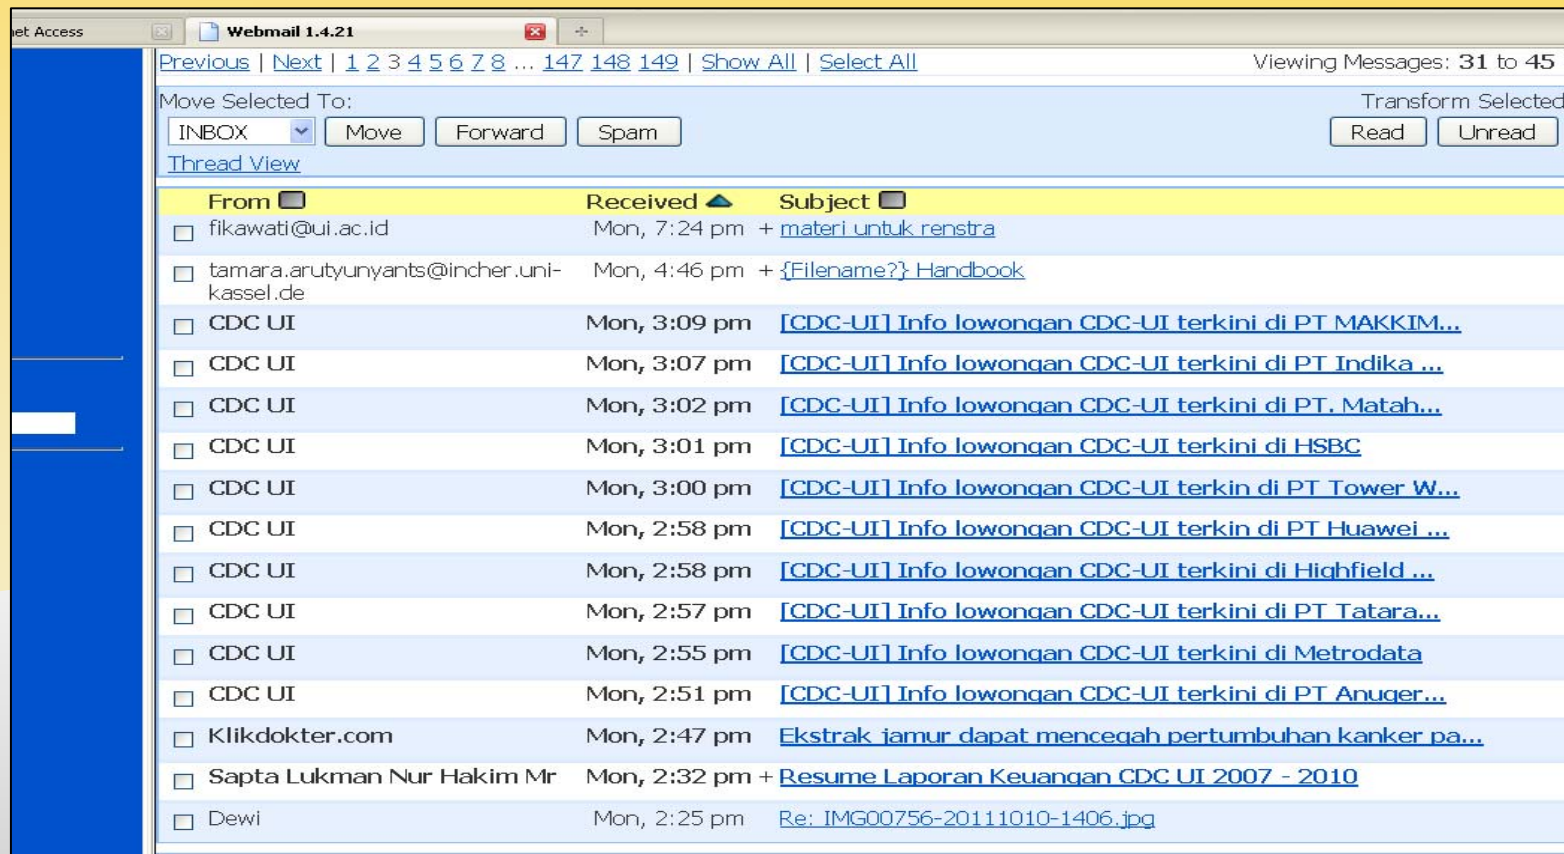 net Access Webmail 1.4.21
Previous | Next | 1 2 3 4 5 6 7 8 ... 147 148 149 | Show All | Select All Viewing Messages: 31 to 45
Move Selected To: Transform Selected
INBOX Move Forward Spam Read Unread
Thread View
From Received Subject
fikawati@ui.ac.id Mon, 7:24 pm + materi untuk renstra
tamara.arutyunyants@incher.uni- Mon, 4:46 pm + {Filename?} Handbook
kassel.de
CDC UI Mon, 3:09 pm [CDC-UI] Info lowongan CDC-UI terkini di PT MAKKIM...
CDC UI Mon, 3:07 pm [CDC-UI] Info lowongan CDC-UI terkini di PT Indika ...
CDC UI Mon, 3:02 pm [CDC-UI] Info lowongan CDC-UI terkini di PT. Matah...
CDC UI Mon, 3:01 pm [CDC-UI] Info lowongan CDC-UI terkini di HSBC
CDC UI Mon, 3:00 pm [CDC-UI] Info lowongan CDC-UI terkin di PT Tower W...
CDC UI Mon, 2:58 pm [CDC-UI] Info lowongan CDC-UI terkin di PT Huawei ...
CDC UI Mon, 2:58 pm [CDC-UI] Info lowongan CDC-UI terkini di Highfield ...
CDC UI Mon, 2:57 pm [CDC-UI] Info lowongan CDC-UI terkini di PT Tatara...
CDC UI Mon, 2:55 pm [CDC-UI] Info lowongan CDC-UI terkini di Metrodata
CDC UI Mon, 2:51 pm [CDC-UI] Info lowongan CDC-UI terkini di PT Anuger...
Klikdokter.com Mon, 2:47 pm Ekstrak jamur dapat mencegah pertumbuhan kanker pa...
Sapta Lukman Nur Hakim Mr Mon, 2:32 pm + Resume Laporan Keuangan CDC UI 2007 - 2010
Dewi Mon, 2:25 pm Re: IMG00756-20111010-1406.jpg